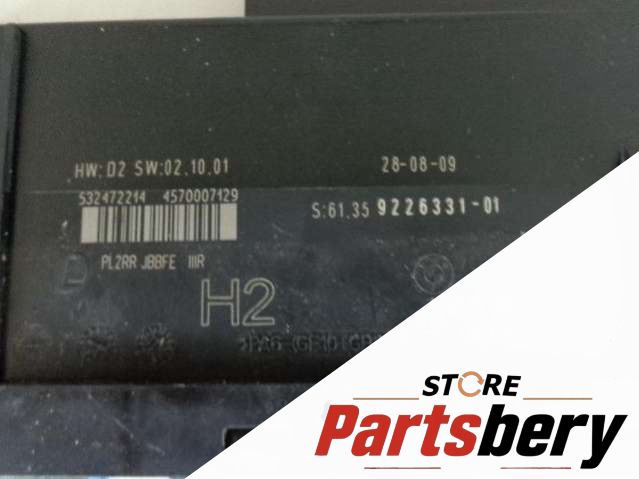 HW: D2 SW:02.10.01 28-08-09
532472214 4570007129
S:61.35 9226331-01
PL2RR JBBFE IIIR
H2
STORE
Partsbery